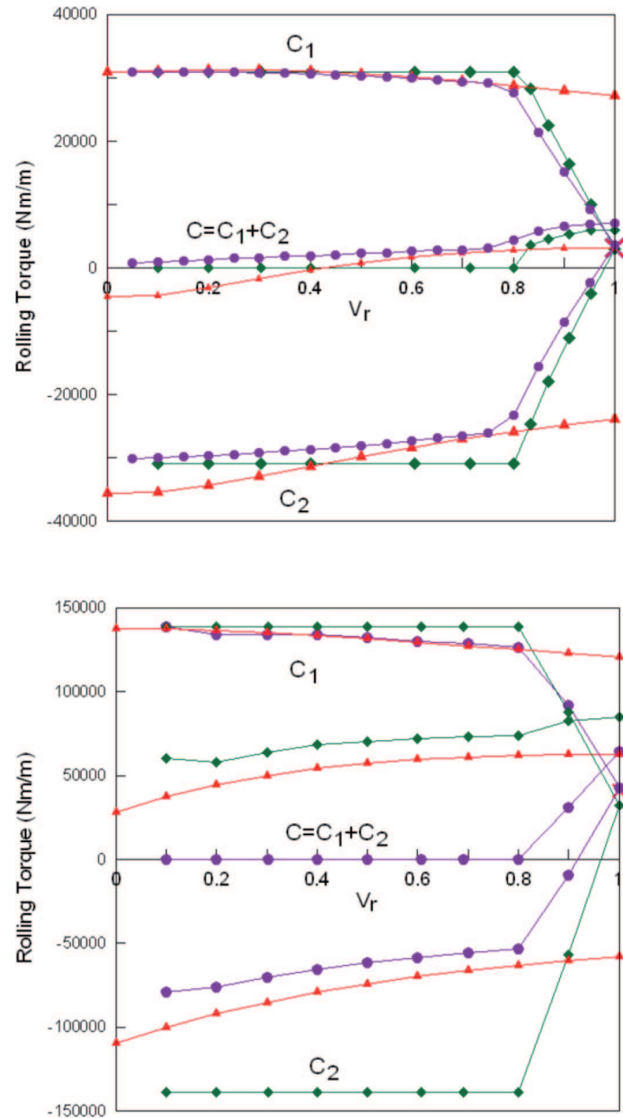 40000
C1
20000
C=C1+C2
0
0 0.2 0.4 0.6 0.8 1
Vr
-20000
C2
-40000
Rolling Torque (Nm/m)
150000
C1
100000
50000
C=C1+C2
0
0 0.2 0.4 0.6 0.8 1
Vr
-50000
-100000
C2
-150000
Rolling Torque (Nm/m)